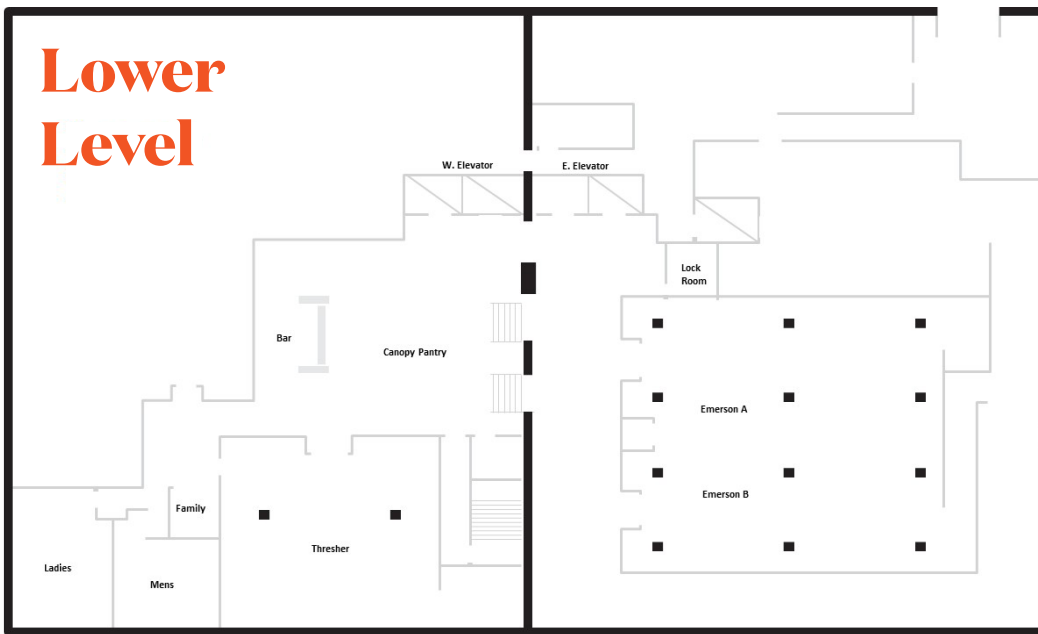 Lower
Level
W. Elevator
E. Elevator
Lock
Room
Bar
Canopy Pantry
Emerson A
Emerson B
Family
Thresher
Ladies
Mens